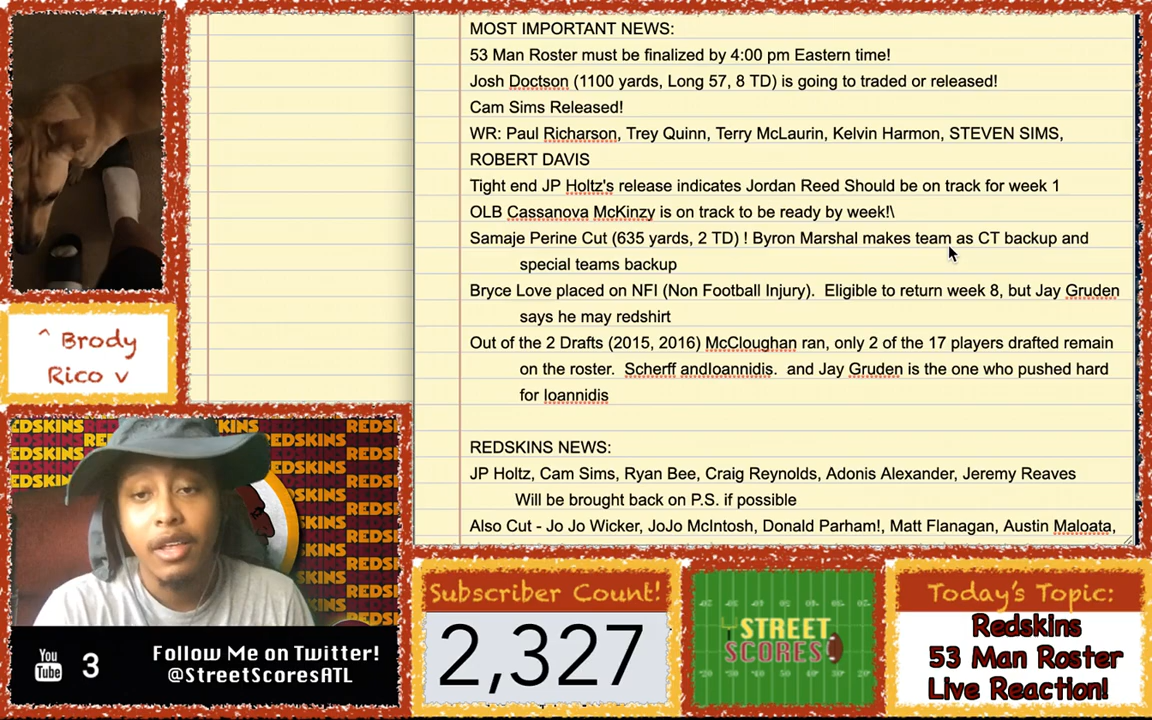 MOST IMPORTANT NEWS:
53 Man Roster must be finalized by 4:00 pm Eastern time!
Josh Doctson (1100 yards, Long 57, 8 TD) is going to traded or released!
Cam Sims Released!
WR: Paul Richarson, Trey Quinn, Terry McLaurin, Kelvin Harmon, STEVEN SIMS,
ROBERT DAVIS
Tight end JP Holtz's release indicates Jordan Reed Should be on track for week 1
OLB Cassanova McKinzy is on track to be ready by week!\
Samaje Perine Cut (635 yards, 2 TD) ! Byron Marshal makes team as CT backup and
special teams backup
Bryce Love placed on NFI (Non Football Injury).  Eligible to return week 8, but Jay Gruden
says he may redshirt
Out of the 2 Drafts (2015, 2016) McCloughan ran, only 2 of the 17 players drafted remain
on the roster.  Scherff andIoannidis.  and Jay Gruden is the one who pushed hard
for Ioannidis
REDSKINS NEWS:
JP Holtz, Cam Sims, Ryan Bee, Craig Reynolds, Adonis Alexander, Jeremy Reaves
Will be brought back on P.S. if possible
Also Cut - Jo Jo Wicker, JoJo McIntosh, Donald Parham!, Matt Flanagan, Austin Maloata,
^ Brody
Rico v
REDSKINS
REDSKINS
REDSKINS
You
Tube
3
Follow Me on Twitter!
@StreetScoresATL
Subscriber Count!
2,327
STREET
SCORES
Today's Topic:
Redskins
53 Man Roster
Live Reaction!